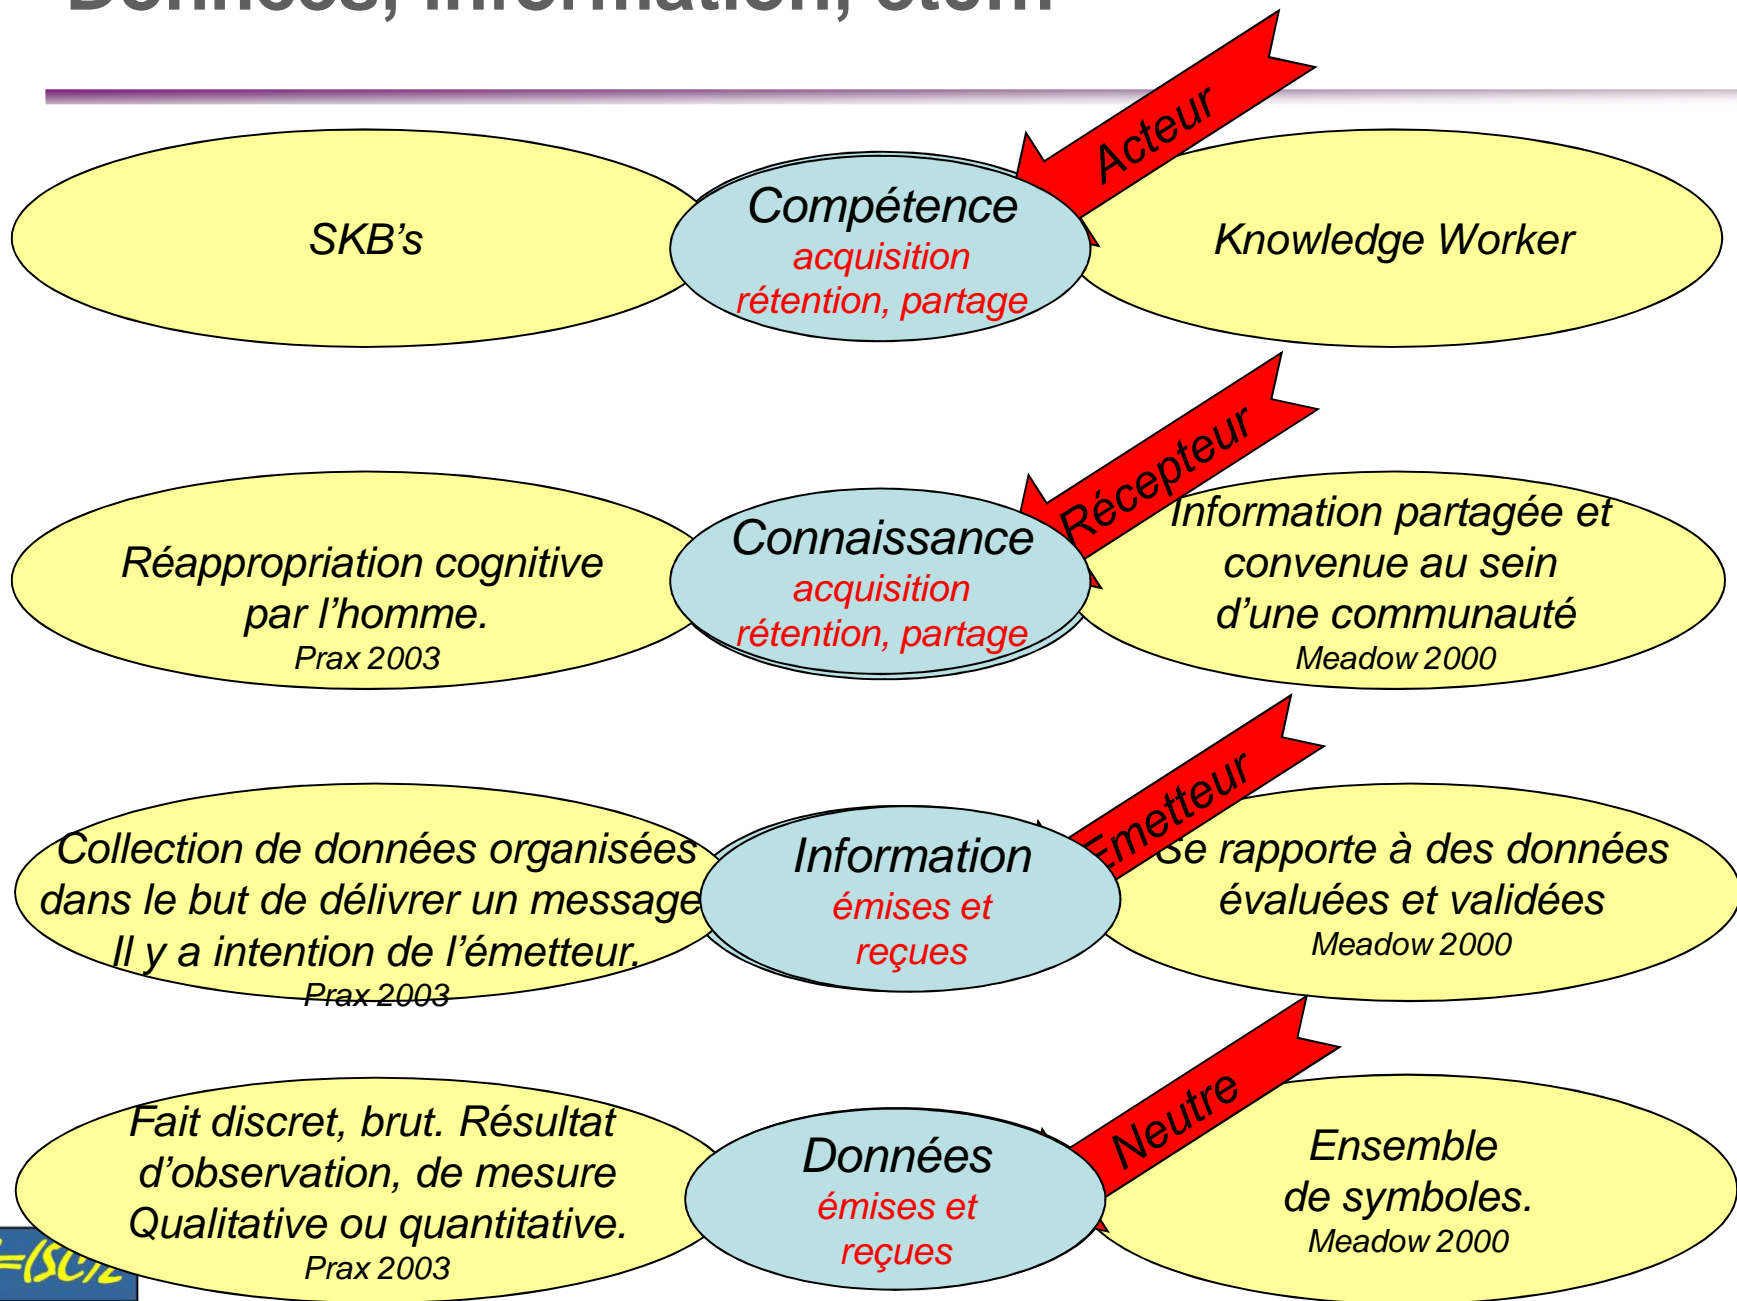 Données, information, etc...
Acteur
SKB's
Compétence
acquisition
rétention, partage
Knowledge Worker
Récepteur
Réappropriation cognitive
par l'homme.
Prax 2003
Connaissance
acquisition
rétention, partage
Information partagée et
convenue au sein
d'une communauté
Meadow 2000
Emetteur
Collection de données organisées
dans le but de délivrer un message
Il y a intention de l'émetteur.
Prax 2003
Information
émises et
reçues
Se rapporte à des données
évaluées et validées
Meadow 2000
Neutre
Fait discret, brut. Résultat
d'observation, de mesure
Qualitative ou quantitative.
Prax 2003
Données
émises et
reçues
Ensemble
de symboles.
Meadow 2000